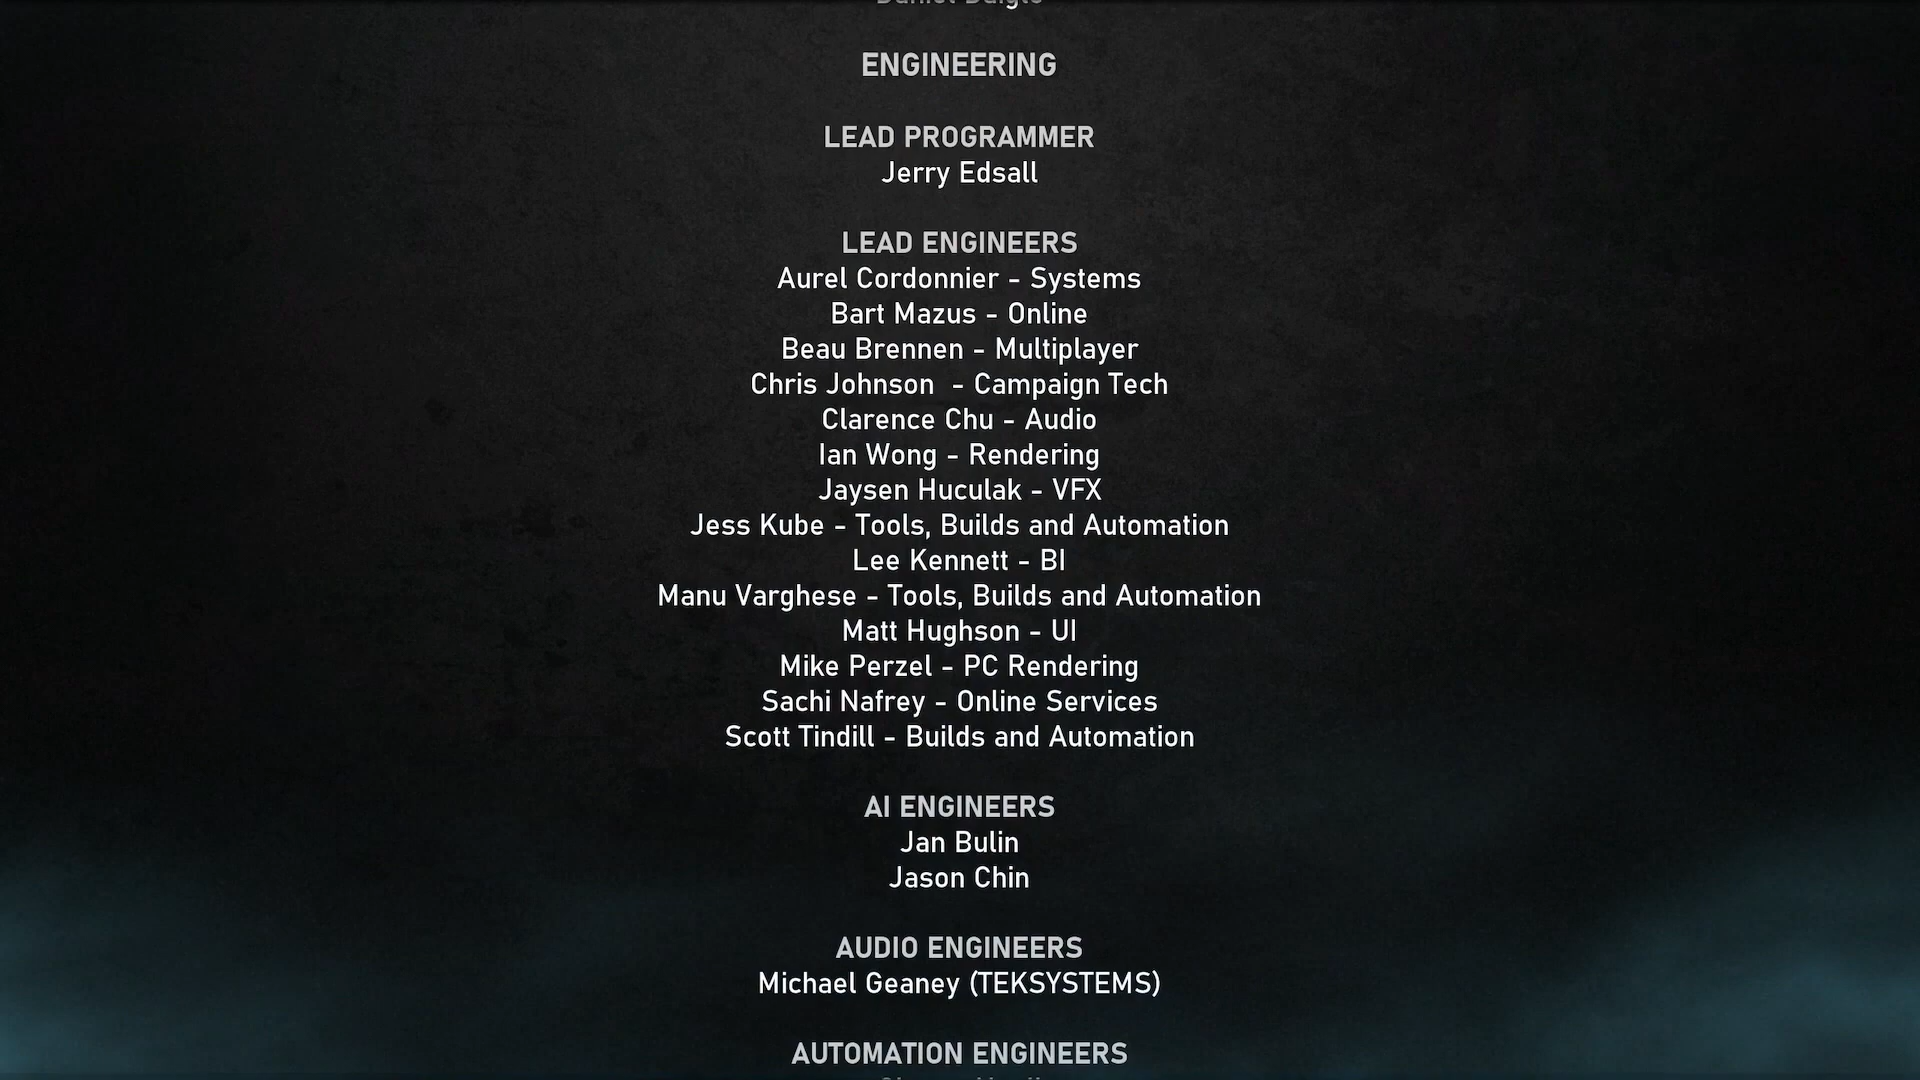 ENGINEERING
LEAD PROGRAMMER
Jerry Edsall
LEAD ENGINEERS
Aurel Cordonnier - Systems
Bart Mazus - Online
Beau Brennen - Multiplayer
Chris Johnson  - Campaign Tech
Clarence Chu - Audio
Ian Wong - Rendering
Jaysen Huculak - VFX
Jess Kube - Tools, Builds and Automation
Lee Kennett - BI
Manu Varghese - Tools, Builds and Automation
Matt Hughson - UI
Mike Perzel - PC Rendering
Sachi Nafrey - Online Services
Scott Tindill - Builds and Automation
AI ENGINEERS
Jan Bulin
Jason Chin
AUDIO ENGINEERS
Michael Geaney (TEKSYSTEMS)
AUTOMATION ENGINEERS